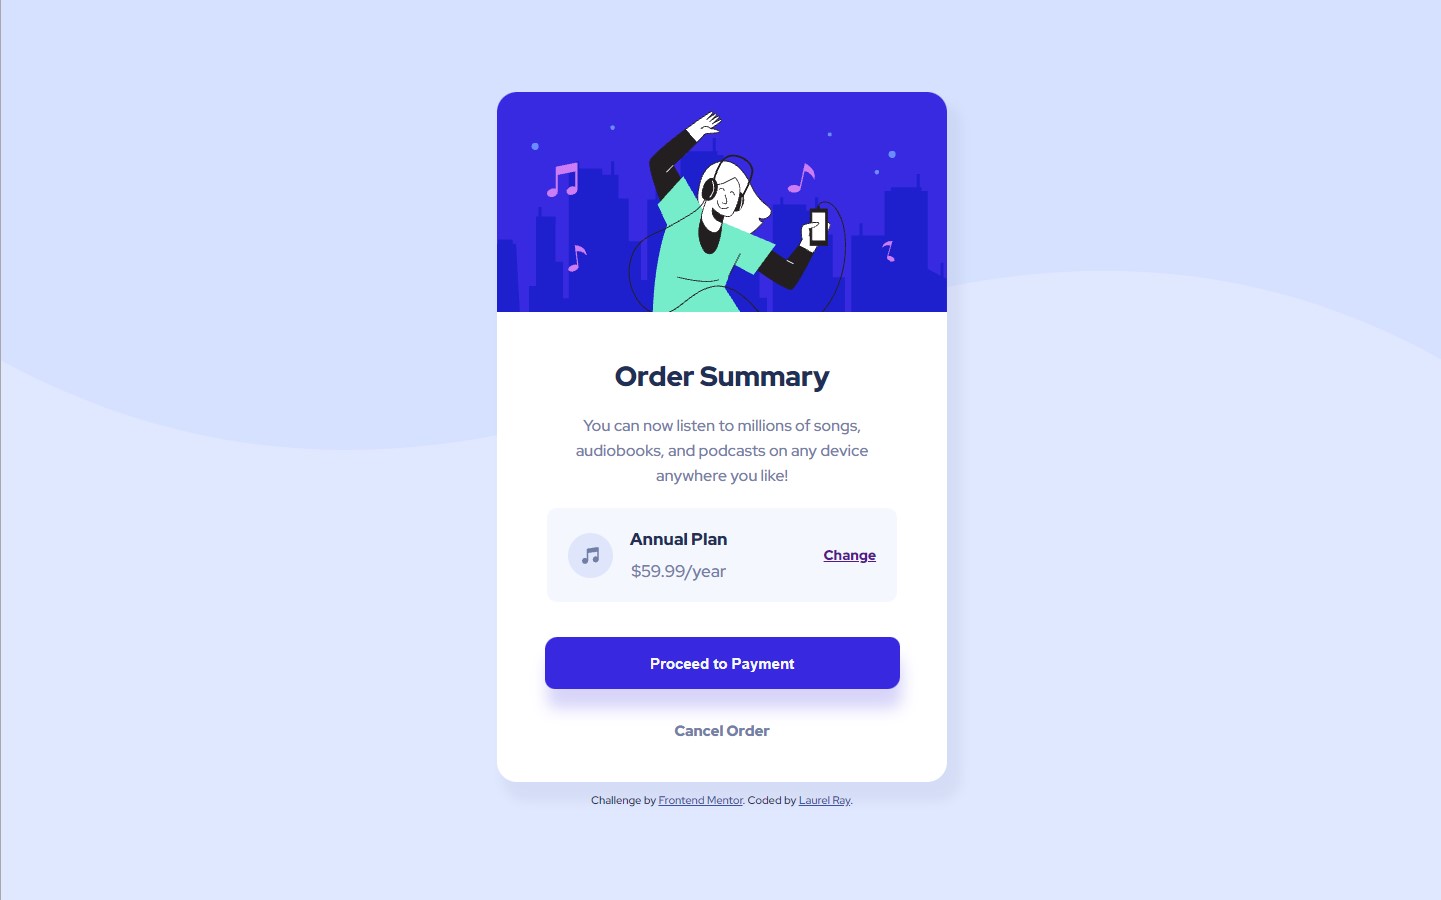 Order Summary
You can now listen to millions of songs,
audiobooks, and podcasts on any device
anywhere you like!
Annual Plan
$59.99/year
Change
Proceed to Payment
Cancel Order
Challenge by Frontend Mentor. Coded by Laurel Ray.